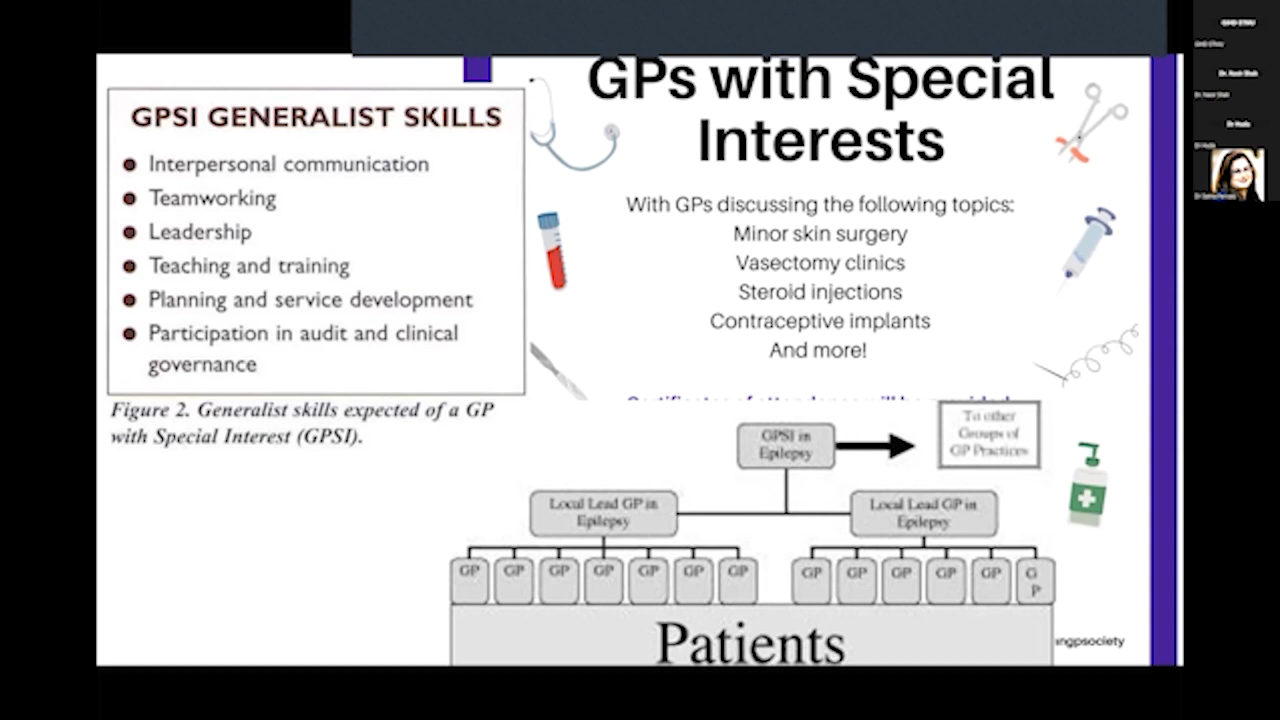 GPSI GENERALIST SKILLS
Interpersonal communication
Teamworking
Leadership
Teaching and training
Planning and service development
Participation in audit and clinical
governance
Figure 2. Generalist skills expected of a GP
with Special Interest (GPSI).
GPs with Special
Interests
With GPs discussing the following topics:
Minor skin surgery
Vasectomy clinics
Steroid injections
Contraceptive implants
And more!
GPSI in
Epilepsy
To other
Groups of
GP Practices
Local Lead GP in
Epilepsy
Local Lead GP in
Epilepsy
GP GP GP GP GP GP GP
GP GP GP GP GP G
P
Patients
ngpsociety